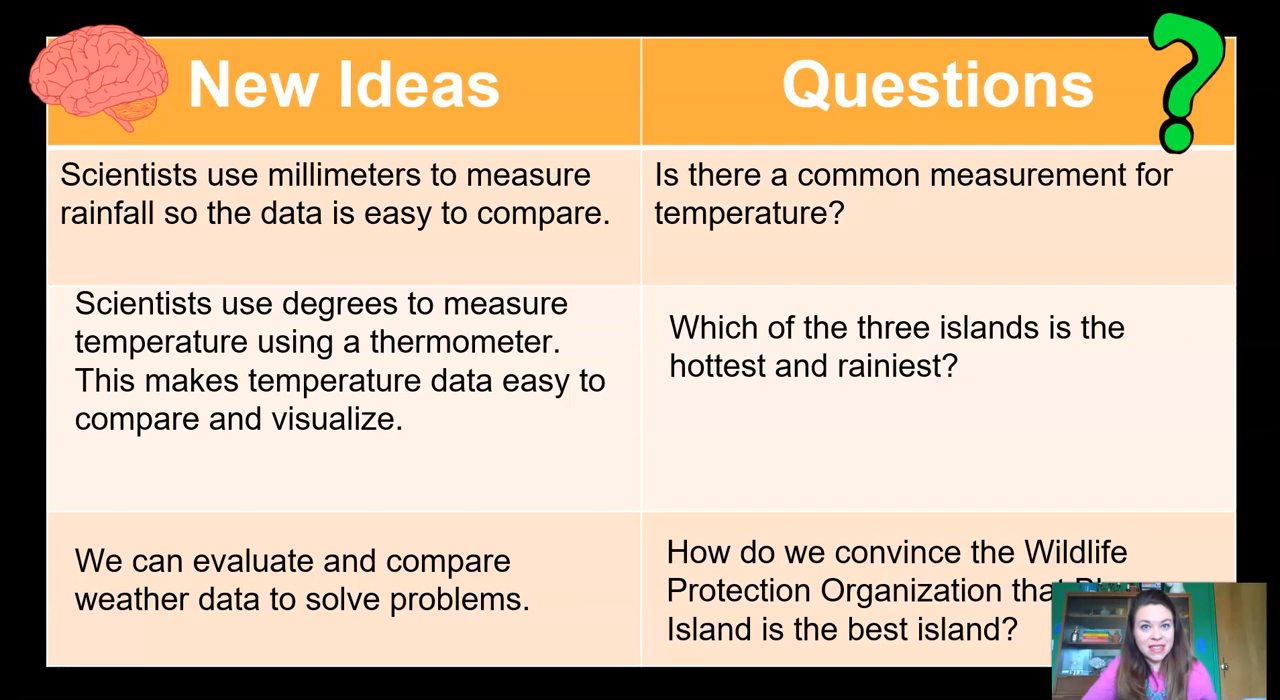 New Ideas
Questions
Scientists use millimeters to measure
rainfall so the data is easy to compare.
Is there a common measurement for
temperature?
Scientists use degrees to measure
temperature using a thermometer.
This makes temperature data easy to
compare and visualize.
Which of the three islands is the
hottest and rainiest?
We can evaluate and compare
weather data to solve problems.
How do we convince the Wildlife
Protection Organization that
Island is the best island?